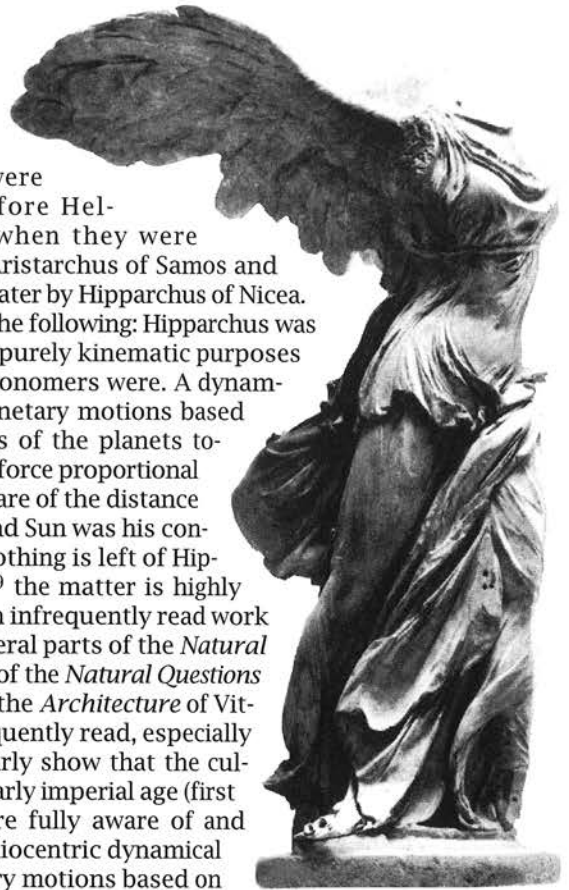 were
fore Hel-
when they were
Aristarchus of Samos and
later by Hipparchus of Nicea.
the following: Hipparchus was
purely kinematic purposes
onomers were. A dynam-
netary motions based
s of the planets to-
force proportional
are of the distance
nd Sun was his con-
othing is left of Hip-
the matter is highly
n infrequently read work
eral parts of the Natural
of the Natural Questions
the Architecture of Vit-
quently read, especially
arly show that the cul-
arly imperial age (first
re fully aware of and
liocentric dynamical
ry motions based on